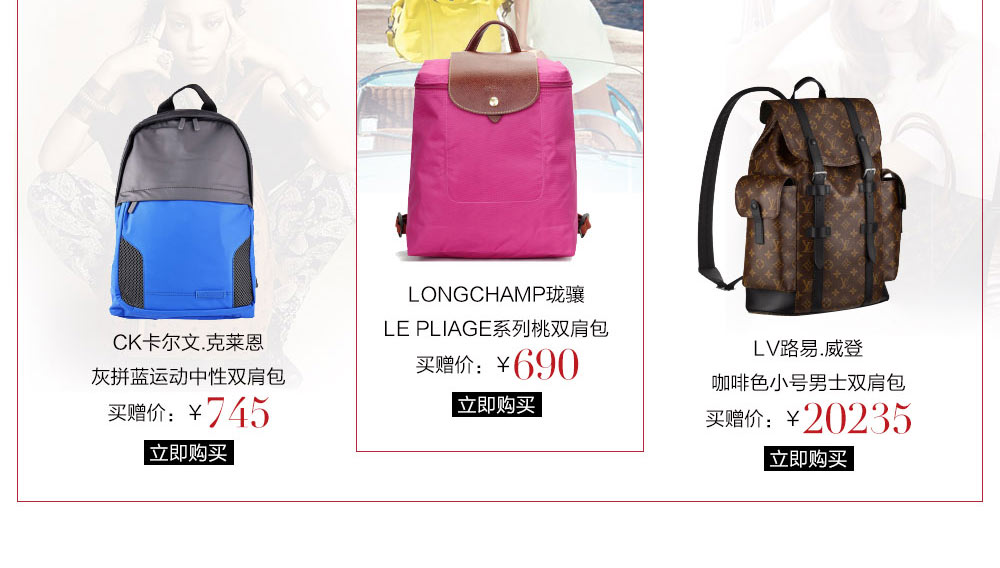 CK卡尔文.克莱恩
灰拼蓝运动中性双肩包
买赠价：￥745
立即购买
LONGCHAMP珑骧
LE PLIAGE系列桃双肩包
买赠价：￥690
立即购买
LV路易.威登
咖啡色小号男士双肩包
买赠价：￥20235
立即购买